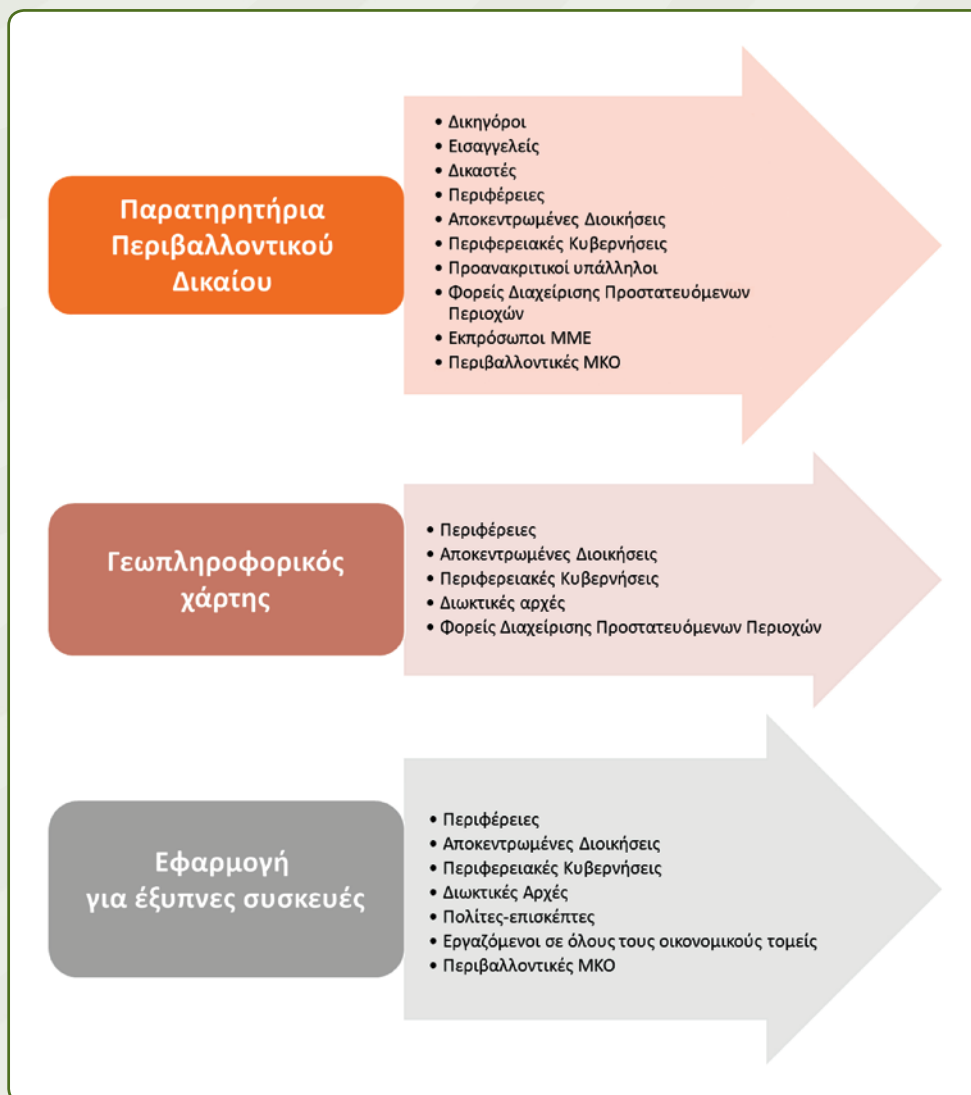 Παρατηρητήρια
Περιβαλλοντικού
Δικαίου
• Δικηγόροι
• Εισαγγελείς
• Δικαστές
• Περιφέρειες
• Αποκεντρωμένες Διοικήσεις
• Περιφερειακές Κυβερνήσεις
• Προανακριτικοί υπάλληλοι
• Φορείς Διαχείρισης Προστατευόμενων
Περιοχών
• Εκπρόσωποι ΜΜΕ
• Περιβαλλοντικές ΜΚΟ
Γεωπληροφορικός
χάρτης
• Περιφέρειες
• Αποκεντρωμένες Διοικήσεις
• Περιφερειακές Κυβερνήσεις
• Διωκτικές αρχές
• Φορείς Διαχείρισης Προστατευόμενων Περιοχών
Εφαρμογή
για έξυπνες συσκευές
• Περιφέρειες
• Αποκεντρωμένες Διοικήσεις
• Περιφερειακές Κυβερνήσεις
• Διωκτικές Αρχές
• Πολίτες-επισκέπτες
• Εργαζόμενοι σε όλους τους οικονομικούς τομείς
• Περιβαλλοντικές ΜΚΟ